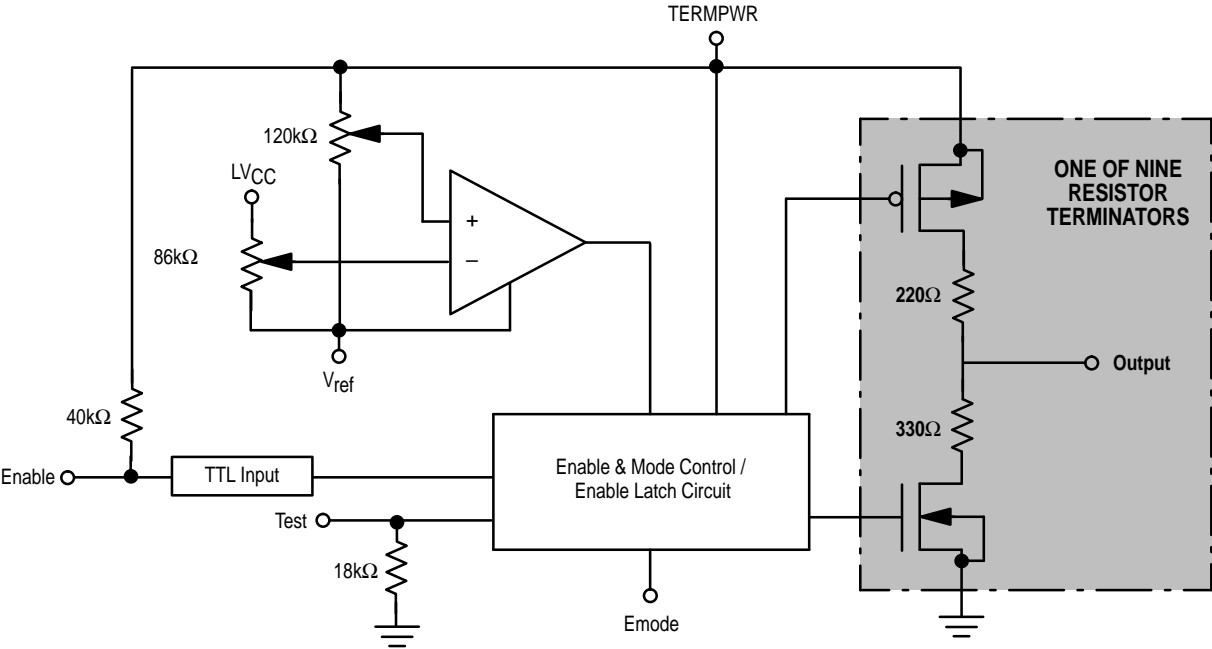 TERMPWR
120kΩ
LVCC
86kΩ
+
–
Vref
ONE OF NINE
RESISTOR
TERMINATORS
220Ω
Output
330Ω
40kΩ
Enable
TTL Input
Enable & Mode Control /
Enable Latch Circuit
Test
18kΩ
Emode